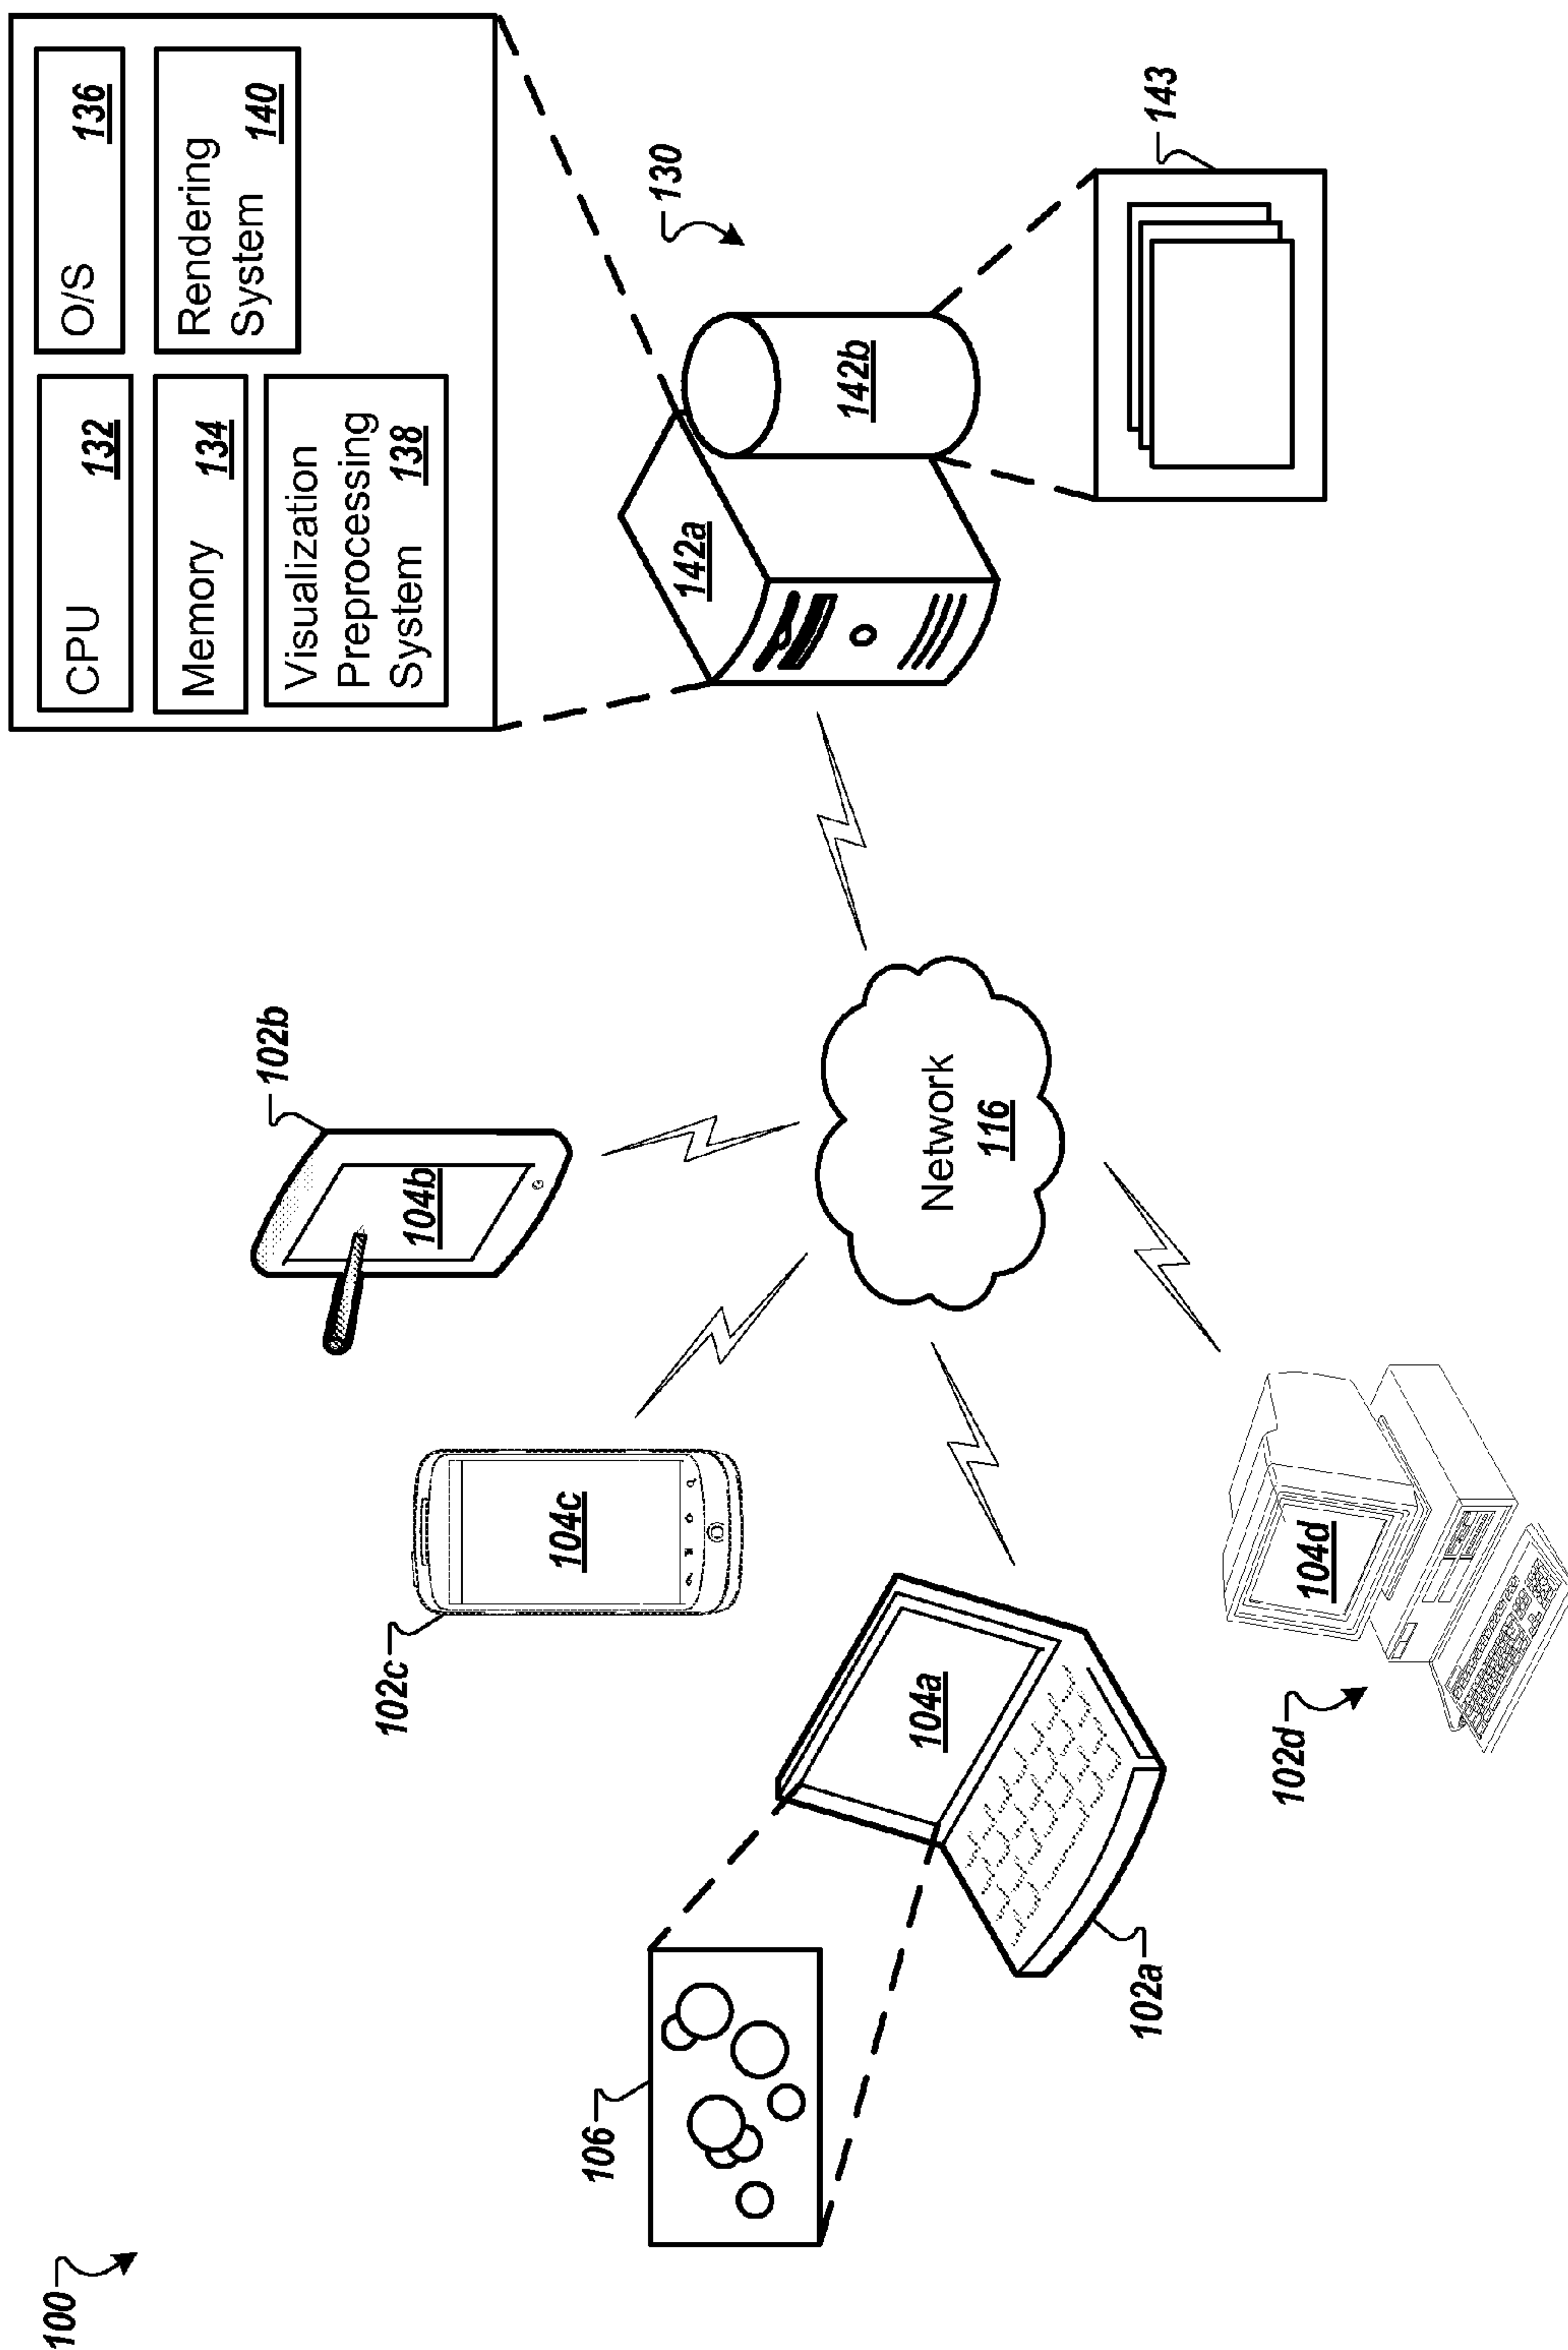 100
106
102a
104a
102c
104c
102b
104b
102d
104d
Network
116
130
142a
142b
143
CPU
132
O/S
136
Memory
134
Rendering
System 140
Visualization
Preprocessing
System 138